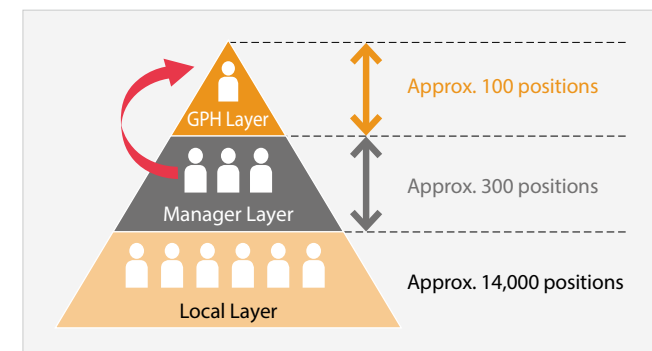 Approx. 100 positions
GPH Layer
Approx. 300 positions
Manager Layer
Approx. 14,000 positions
Local Layer